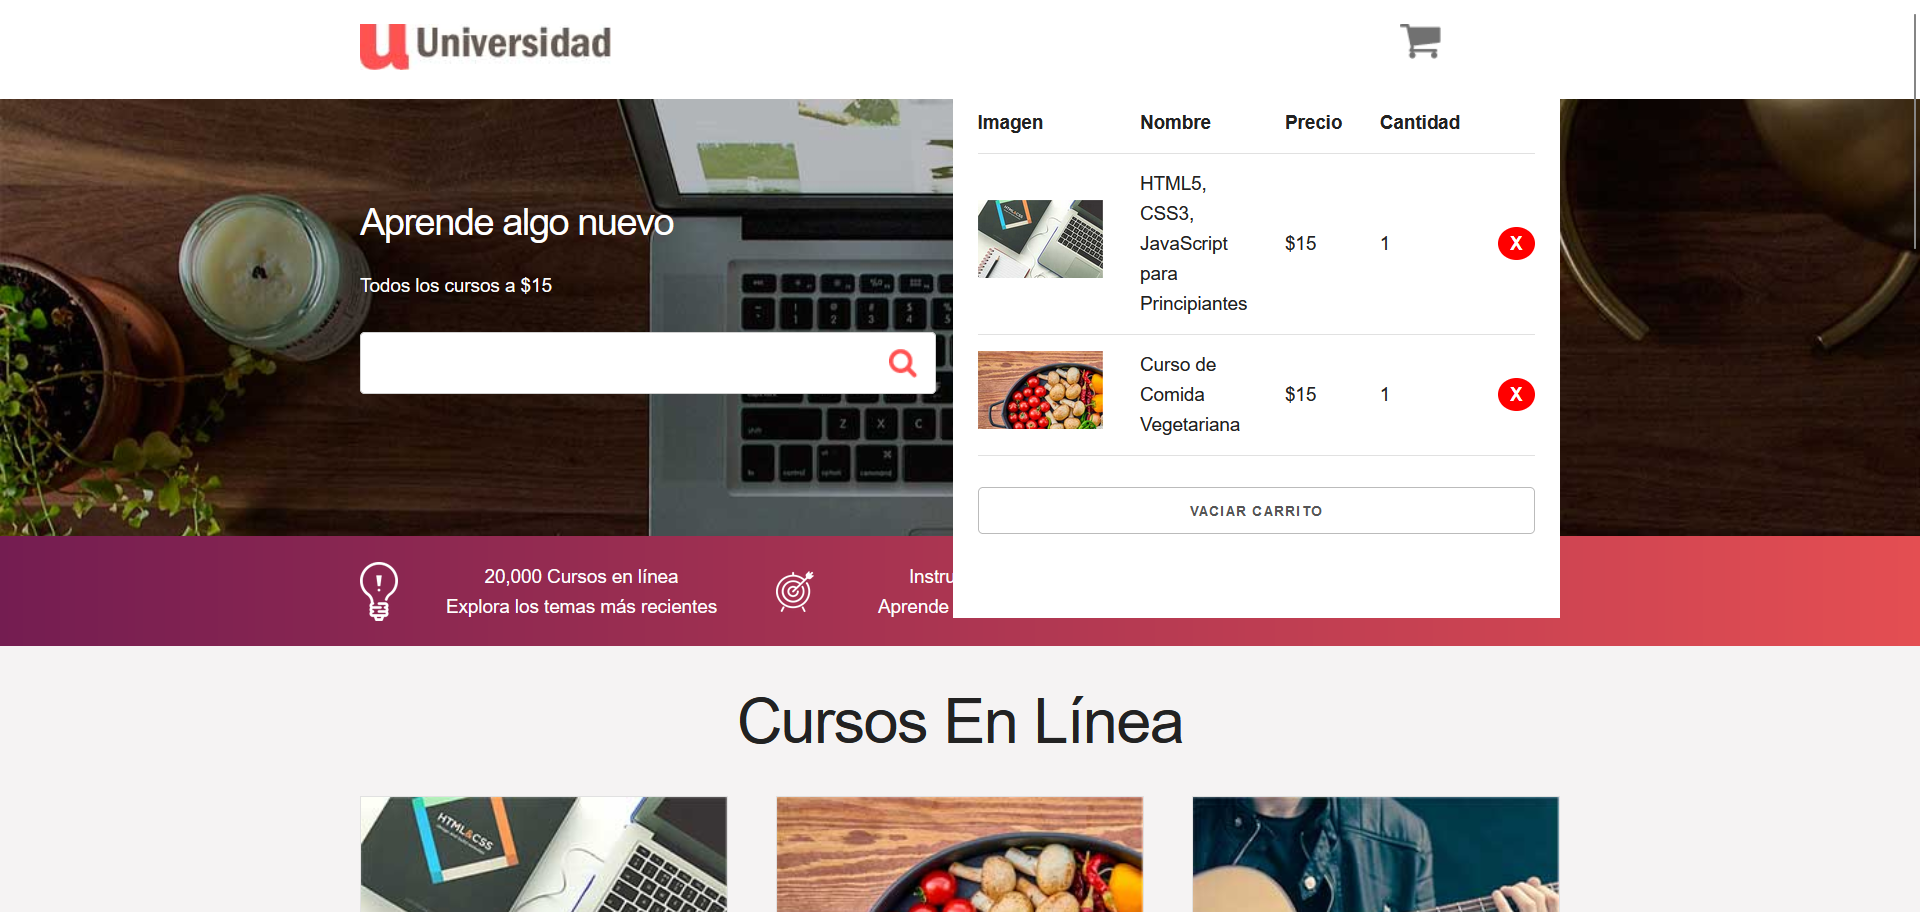 Universidad
Imagen Nombre Precio Cantidad
HTML5,
CSS3,
JavaScript
para
Principiantes
$15 1 X
Curso de
Comida
Vegetariana
$15 1 X
VACIAR CARRITO
Aprende algo nuevo
Todos los cursos a $15
20,000 Cursos en línea
Explora los temas más recientes
Instru
Aprende
Cursos En Línea
HTML&CSS